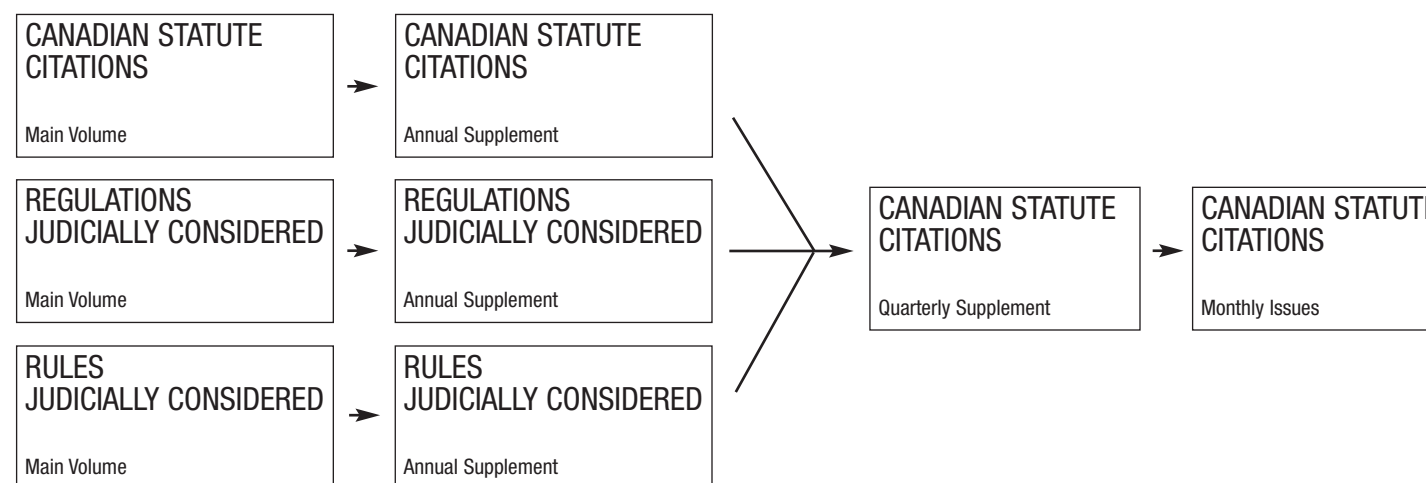 CANADIAN STATUTE
CITATIONS
Main Volume
CANADIAN STATUTE
CITATIONS
Annual Supplement
REGULATIONS
JUDICIALLY CONSIDERED
Main Volume
REGULATIONS
JUDICIALLY CONSIDERED
Annual Supplement
RULES
JUDICIALLY CONSIDERED
Main Volume
RULES
JUDICIALLY CONSIDERED
Annual Supplement
CANADIAN STATUTE
CITATIONS
Quarterly Supplement
CANADIAN STATUTE
CITATIONS
Monthly Issues